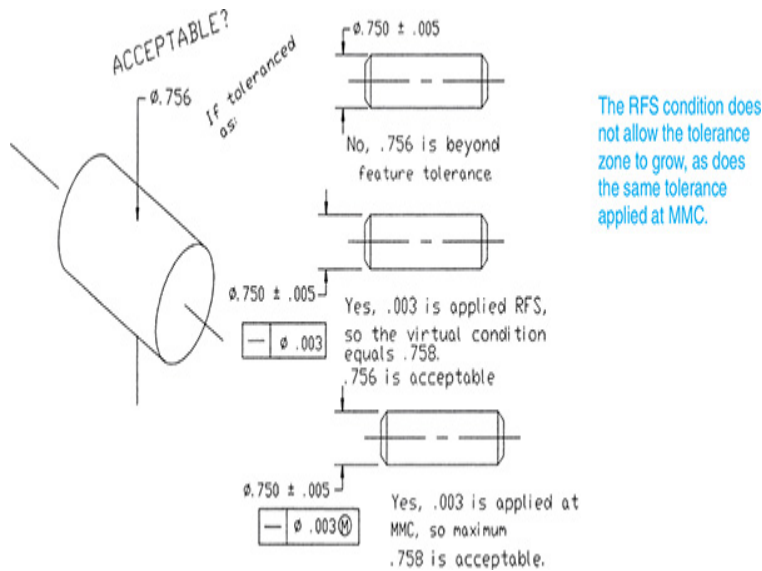 ACCEPTABLE?
ø.756
If toleranced
as:
ø.750 ± .005
No, .756 is beyond
feature tolerance
ø.750 ± .005
— ø .003
Yes, .003 is applied RFS,
so the virtual condition
equals .758.
.756 is acceptable
ø.750 ± .005
— ø .003Ⓜ
Yes, .003 is applied at
MMC, so maximum
.758 is acceptable.
The RFS condition does
not allow the tolerance
zone to grow, as does
the same tolerance
applied at MMC.